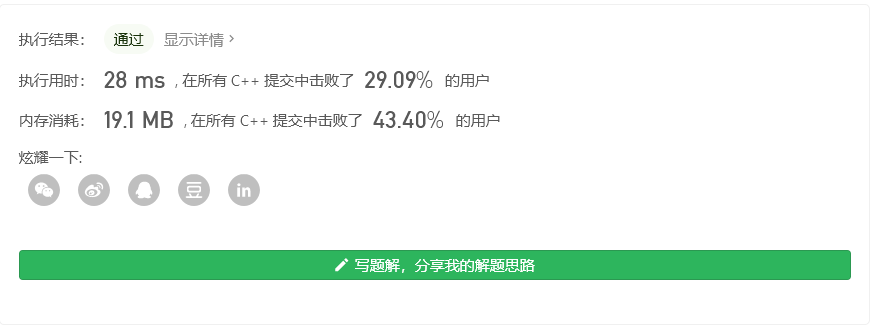 执行结果： 通过 显示详情 >
执行用时： 28 ms , 在所有 C++ 提交中击败了 29.09% 的用户
内存消耗： 19.1 MB , 在所有 C++ 提交中击败了 43.40% 的用户
炫耀一下:
豆 in
写题解，分享我的解题思路